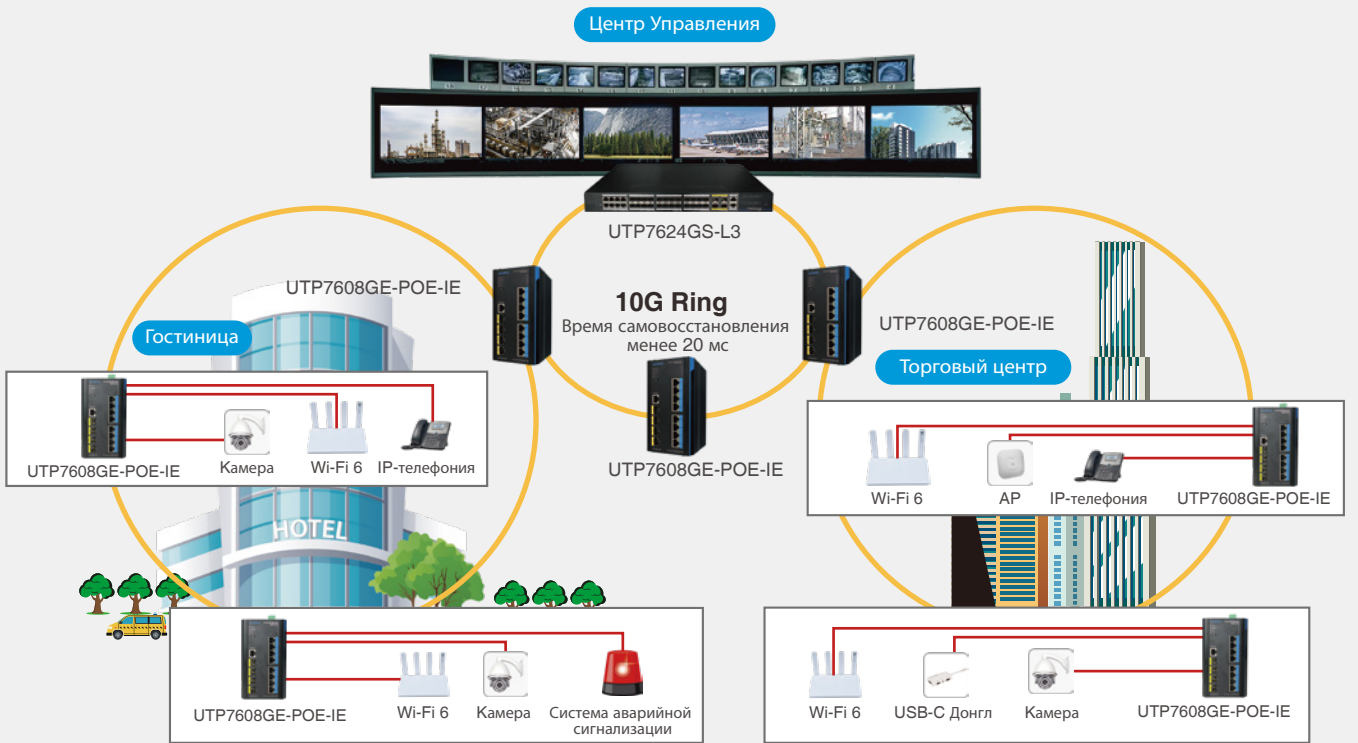 Центр Управления
UTP7624GS-L3
UTP7608GE-POE-IE
10G Ring
Время самовосстановления
менее 20 мс
UTP7608GE-POE-IE
UTP7608GE-POE-IE
Гостиница
UTP7608GE-POE-IE
Камера
Wi-Fi 6
IP-телефония
HOTEL
UTP7608GE-POE-IE
Wi-Fi 6
Камера
Система аварийной
сигнализации
Торговый центр
Wi-Fi 6
AP
IP-телефония
UTP7608GE-POE-IE
Wi-Fi 6
USB-C Донгл
Камера
UTP7608GE-POE-IE